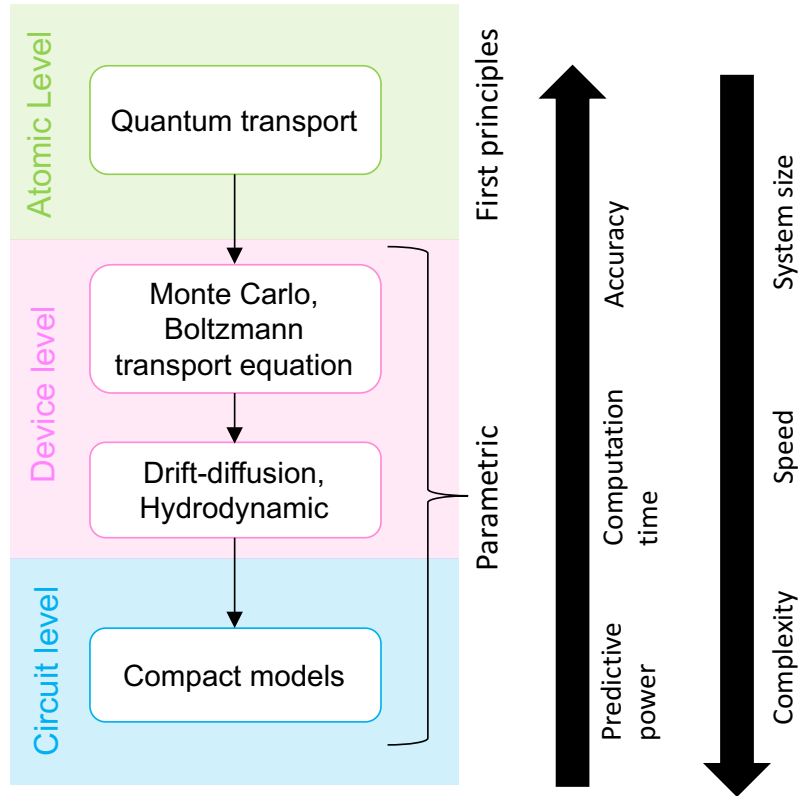 Atomic Level
Quantum transport
First principles
Device level
Monte Carlo,
Boltzmann
transport equation
Drift-diffusion,
Hydrodynamic
Parametric
Circuit level
Compact models
Accuracy
Computation
time
Predictive
power
System size
Speed
Complexity